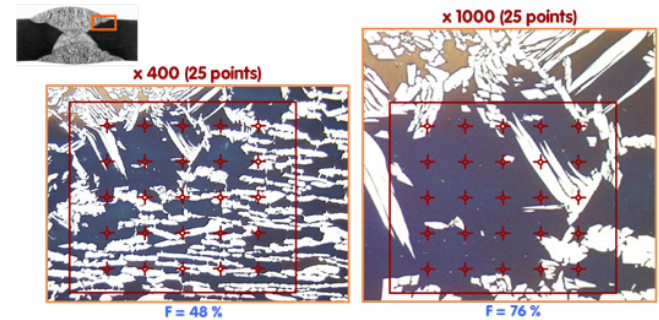 x 1000 (25 points)
x 400 (25 points)
F = 48 %
F = 76 %